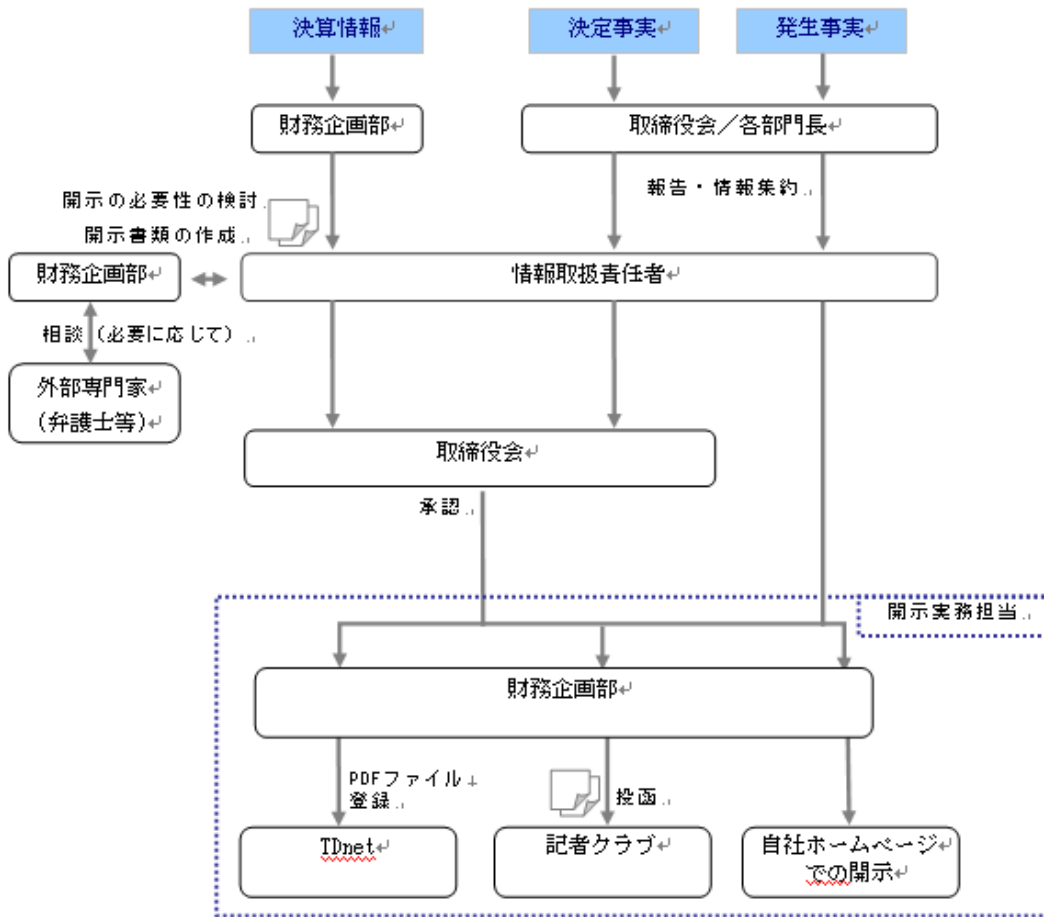 決算情報
決定事実
発生事実
財務企画部
取締役会／各部門長
報告・情報集約
開示の必要性の検討
開示書類の作成
財務企画部
情報取扱責任者
相談（必要に応じて）
外部専門家
（弁護士等）
取締役会
承認
開示実務担当
財務企画部
PDFファイル
登録
投函
TDnet
記者クラブ
自社ホームページ
での開示